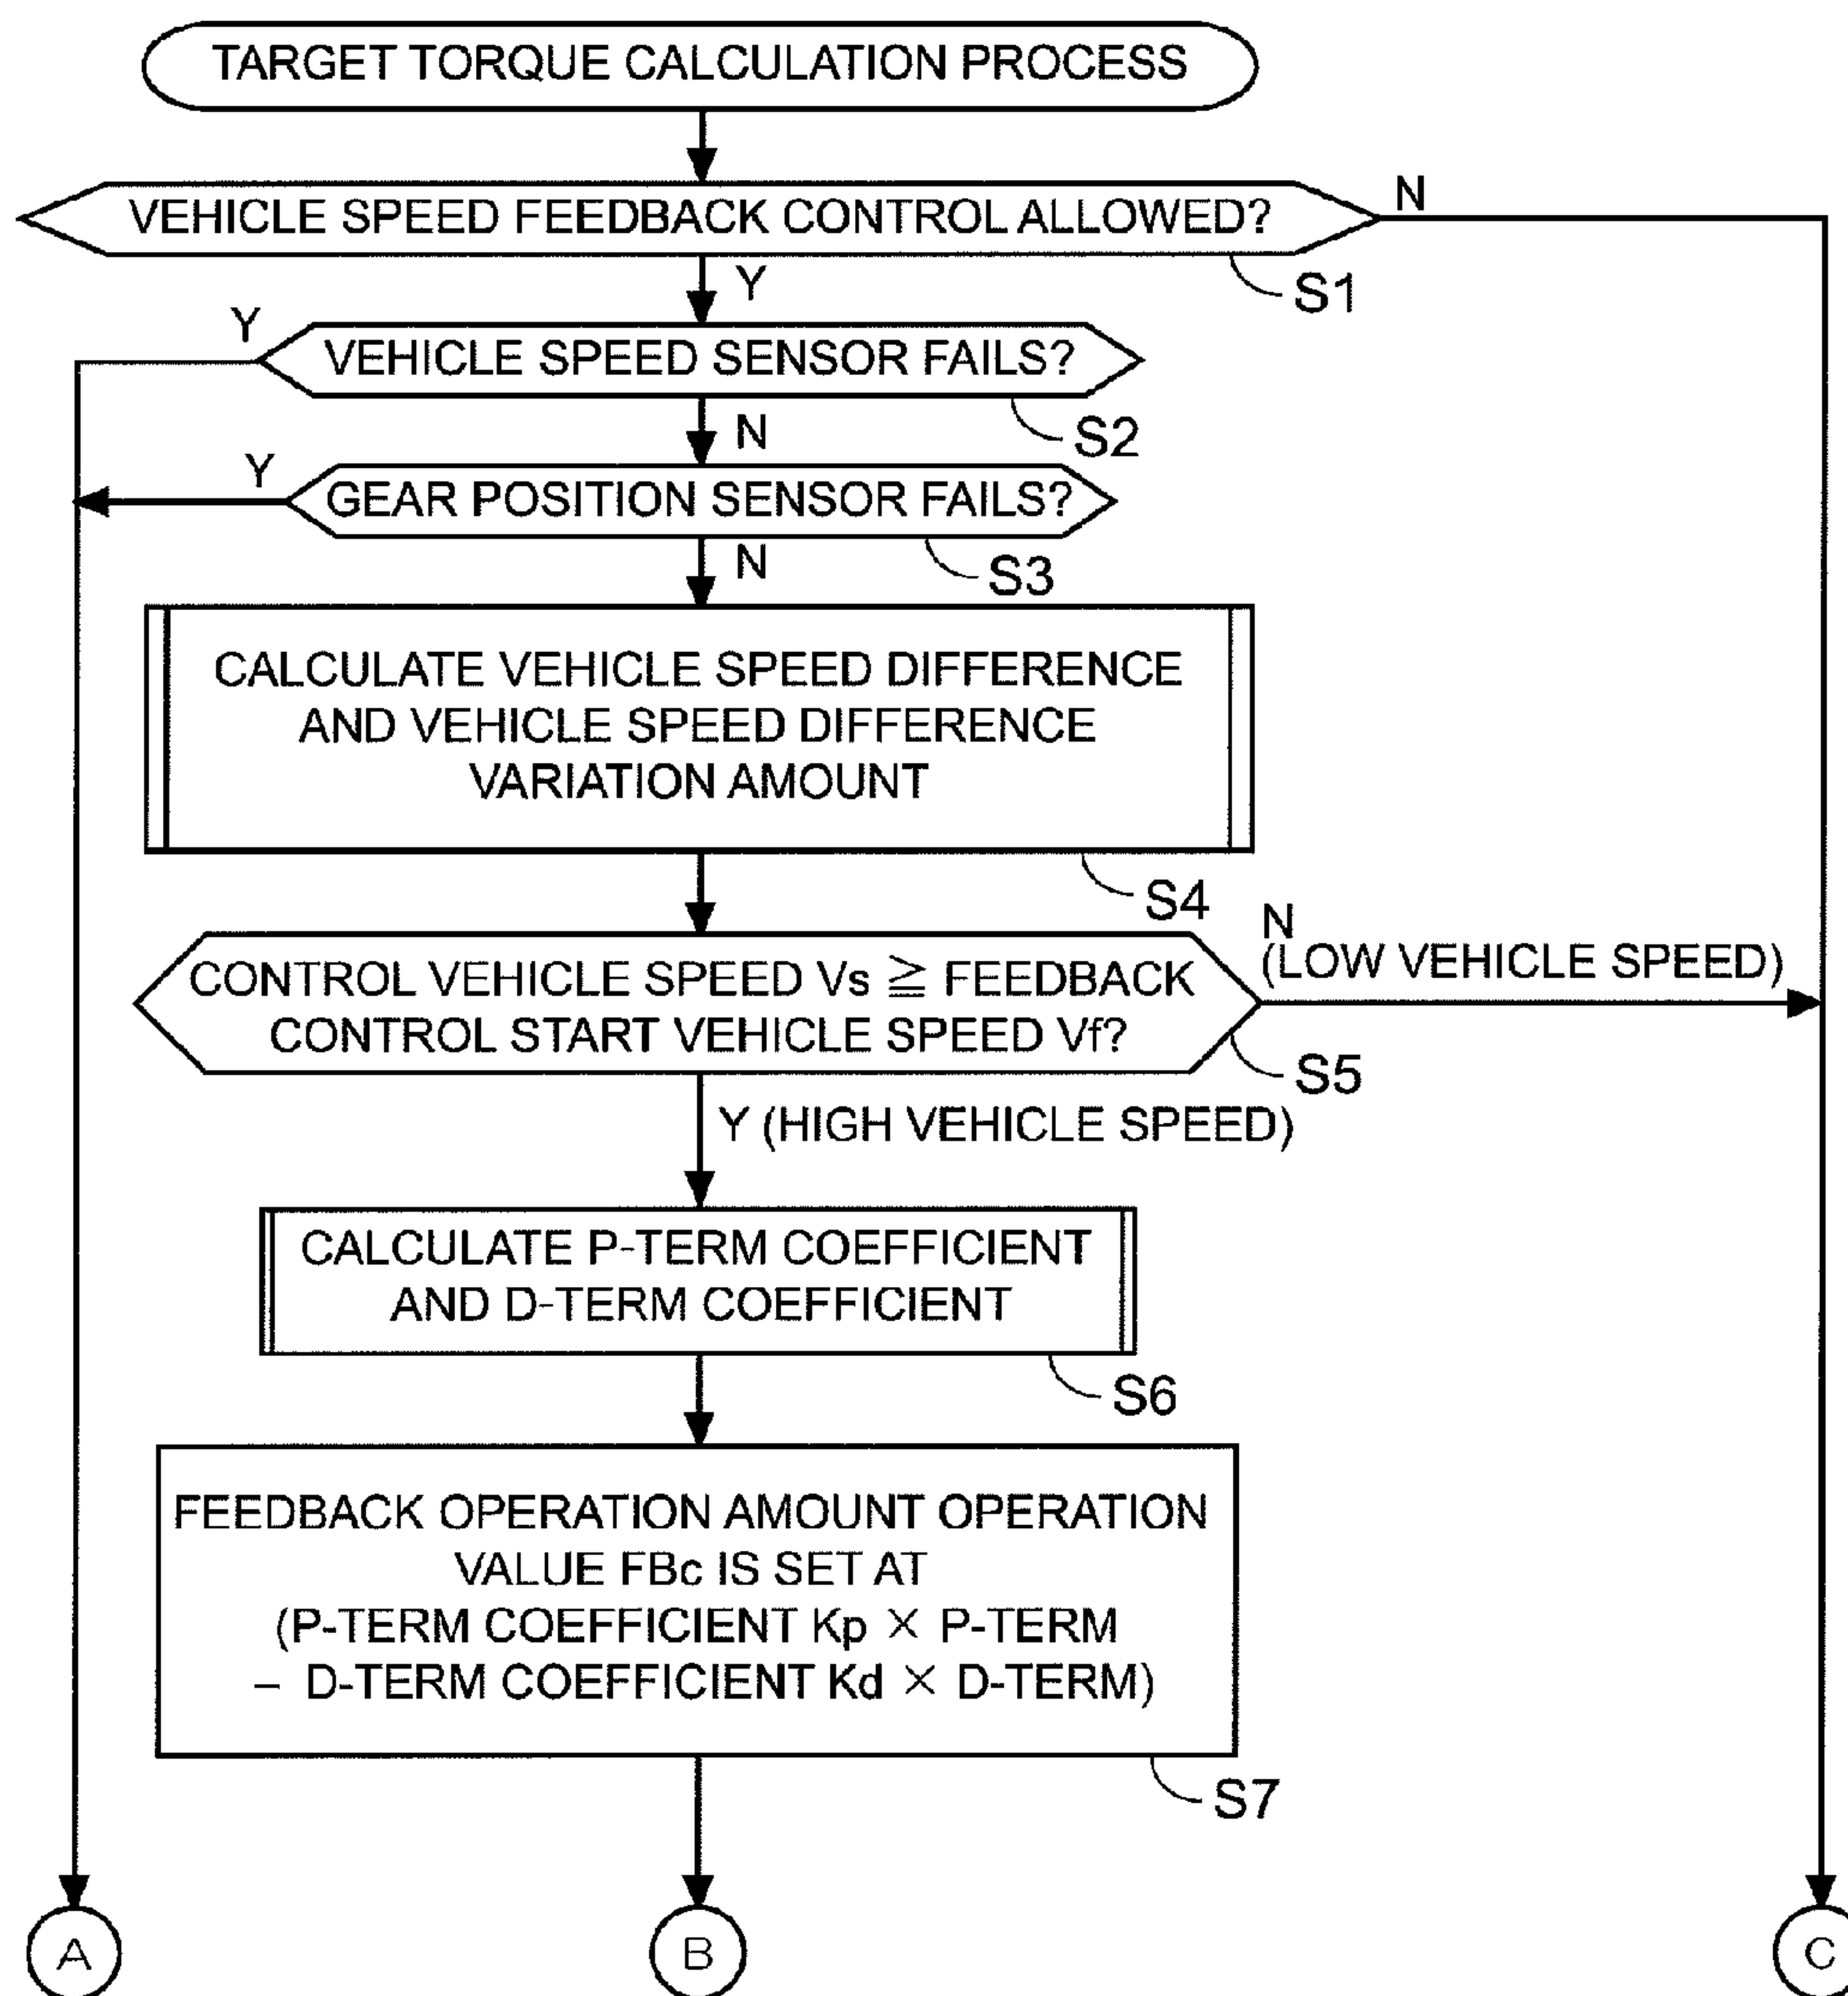 TARGET TORQUE CALCULATION PROCESS
VEHICLE SPEED FEEDBACK CONTROL ALLOWED?
N
S1
Y
Y
VEHICLE SPEED SENSOR FAILS?
S2
N
Y
GEAR POSITION SENSOR FAILS?
S3
N
CALCULATE VEHICLE SPEED DIFFERENCE
AND VEHICLE SPEED DIFFERENCE
VARIATION AMOUNT
S4
N
(LOW VEHICLE SPEED)
CONTROL VEHICLE SPEED Vs ≧ FEEDBACK
CONTROL START VEHICLE SPEED Vf?
S5
Y (HIGH VEHICLE SPEED)
CALCULATE P-TERM COEFFICIENT
AND D-TERM COEFFICIENT
S6
FEEDBACK OPERATION AMOUNT OPERATION
VALUE FBc IS SET AT
(P-TERM COEFFICIENT Kp × P-TERM
– D-TERM COEFFICIENT Kd × D-TERM)
S7
A
B
C